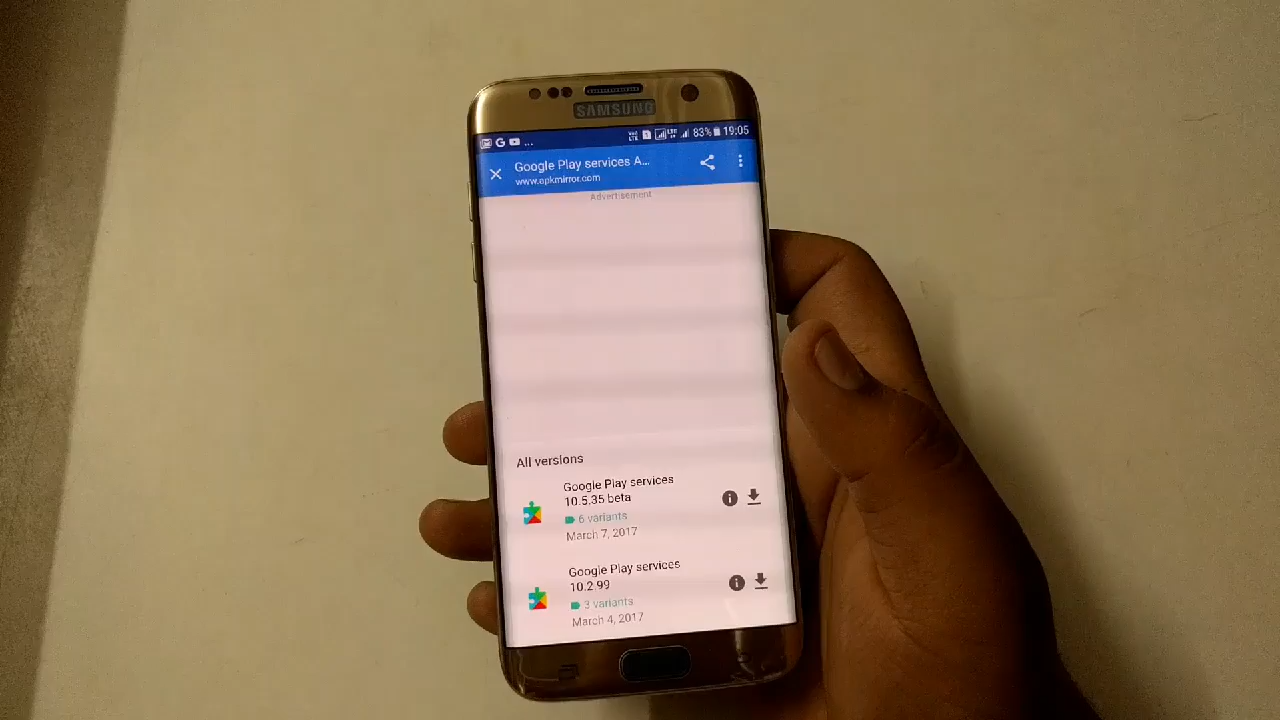 SAMSUNG
83% 19:05
Google Play services A...
www.apkmirror.com
Advertisement
All versions
Google Play services
10.5.35 beta
6 variants
March 7, 2017
Google Play services
10.2.99
3 variants
March 4, 2017